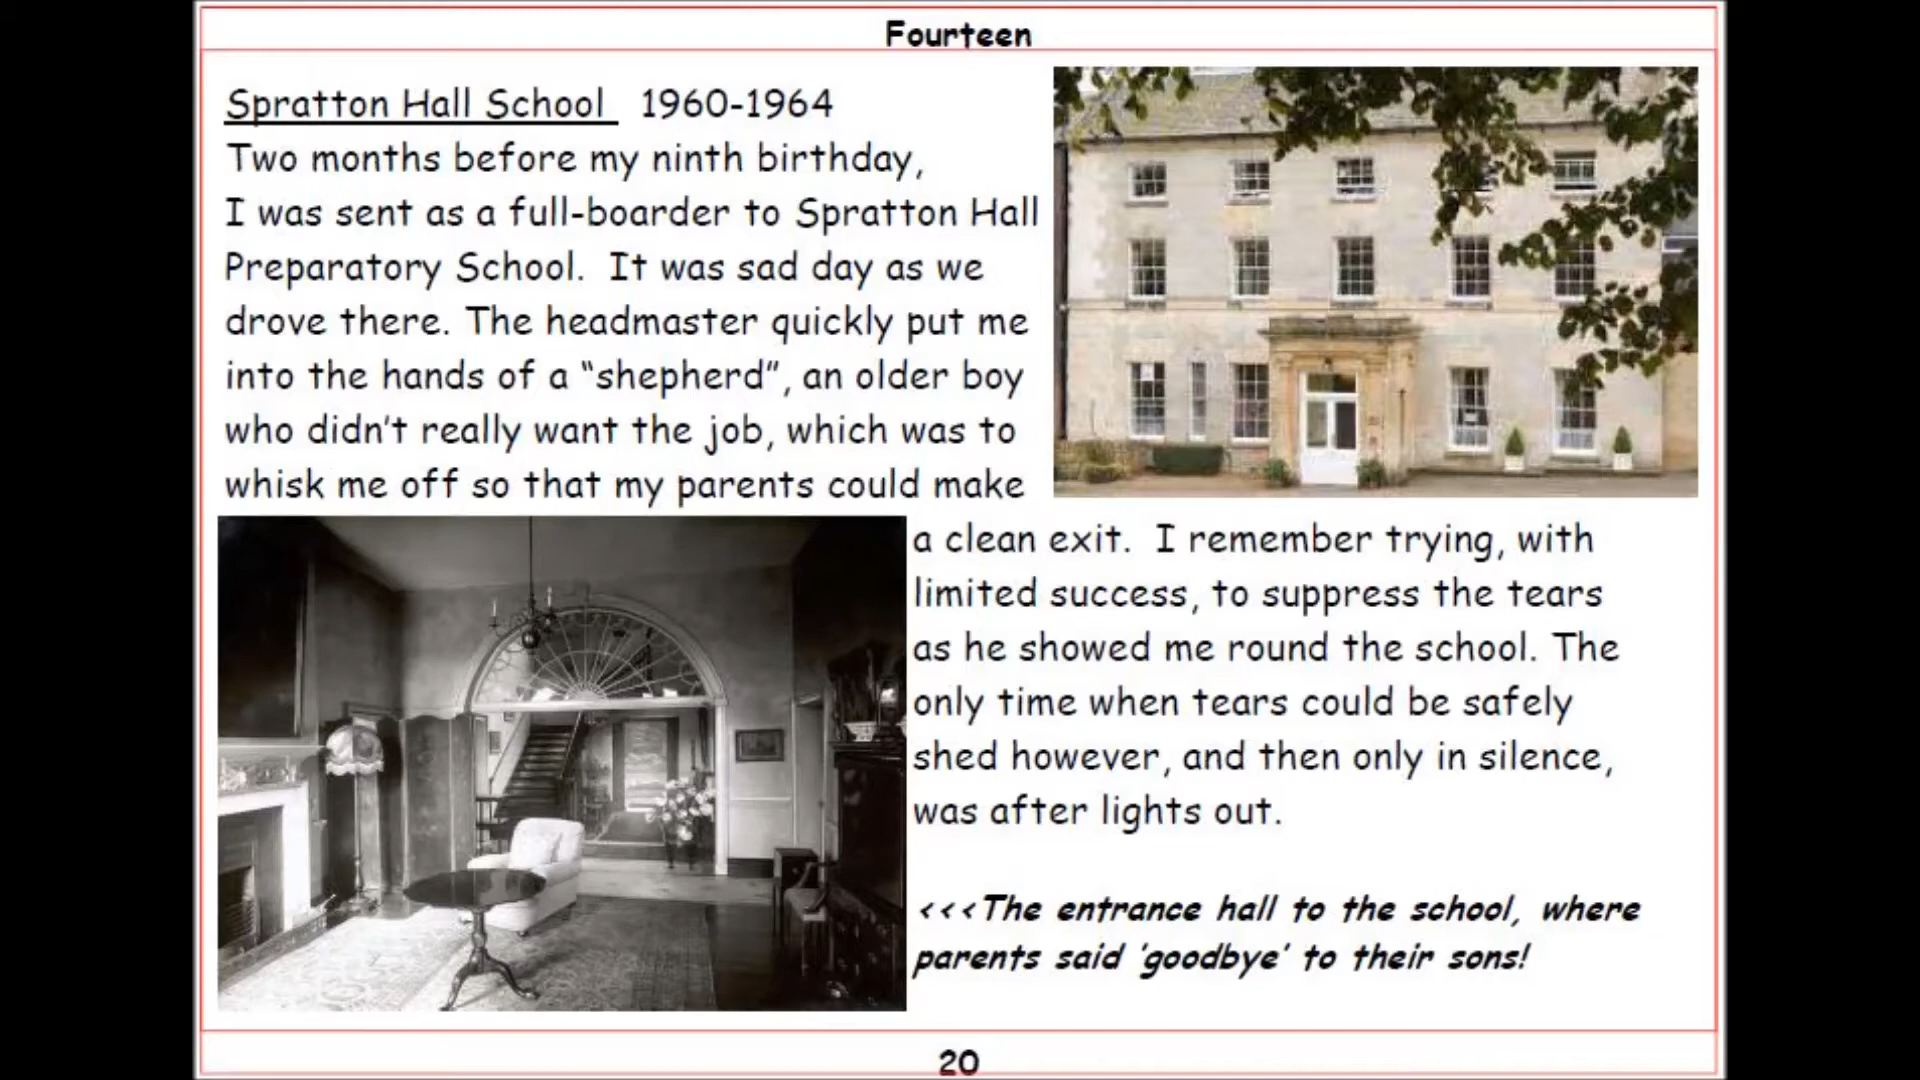 Fourteen
Spratton Hall School 1960-1964
Two months before my ninth birthday,
I was sent as a full-boarder to Spratton Hall
Preparatory School. It was sad day as we
drove there. The headmaster quickly put me
into the hands of a “shepherd”, an older boy
who didn’t really want the job, which was to
whisk me off so that my parents could make
a clean exit. I remember trying, with
limited success, to suppress the tears
as he showed me round the school. The
only time when tears could be safely
shed however, and then only in silence,
was after lights out.
<<<The entrance hall to the school, where
parents said ‘goodbye’ to their sons!
20